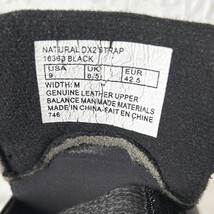 NATURAL DX2 STRAP
16363 BLACK
USA UK EUR
9 8.5 42.5
WIDTH: M
GENUINE LEATHER UPPER
BALANCE MAN MADE MATERIALS
MADE IN CHINA-FAIT EN CHINE
746